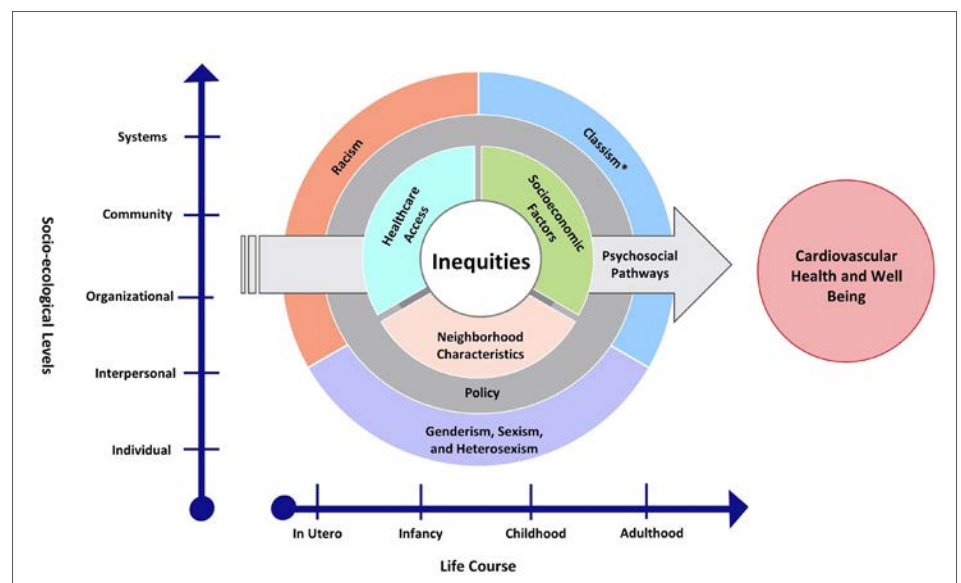 Systems
Community
Organizational
Interpersonal
Individual
Socio-ecological Levels
Racism
Classism*
Healthcare
Access
Socioeconomic
Factors
Inequities
Neighborhood
Characteristics
Policy
Genderism, Sexism,
and Heterosexism
Psychosocial
Pathways
Cardiovascular
Health and Well
Being
In Utero
Infancy
Childhood
Adulthood
Life Course